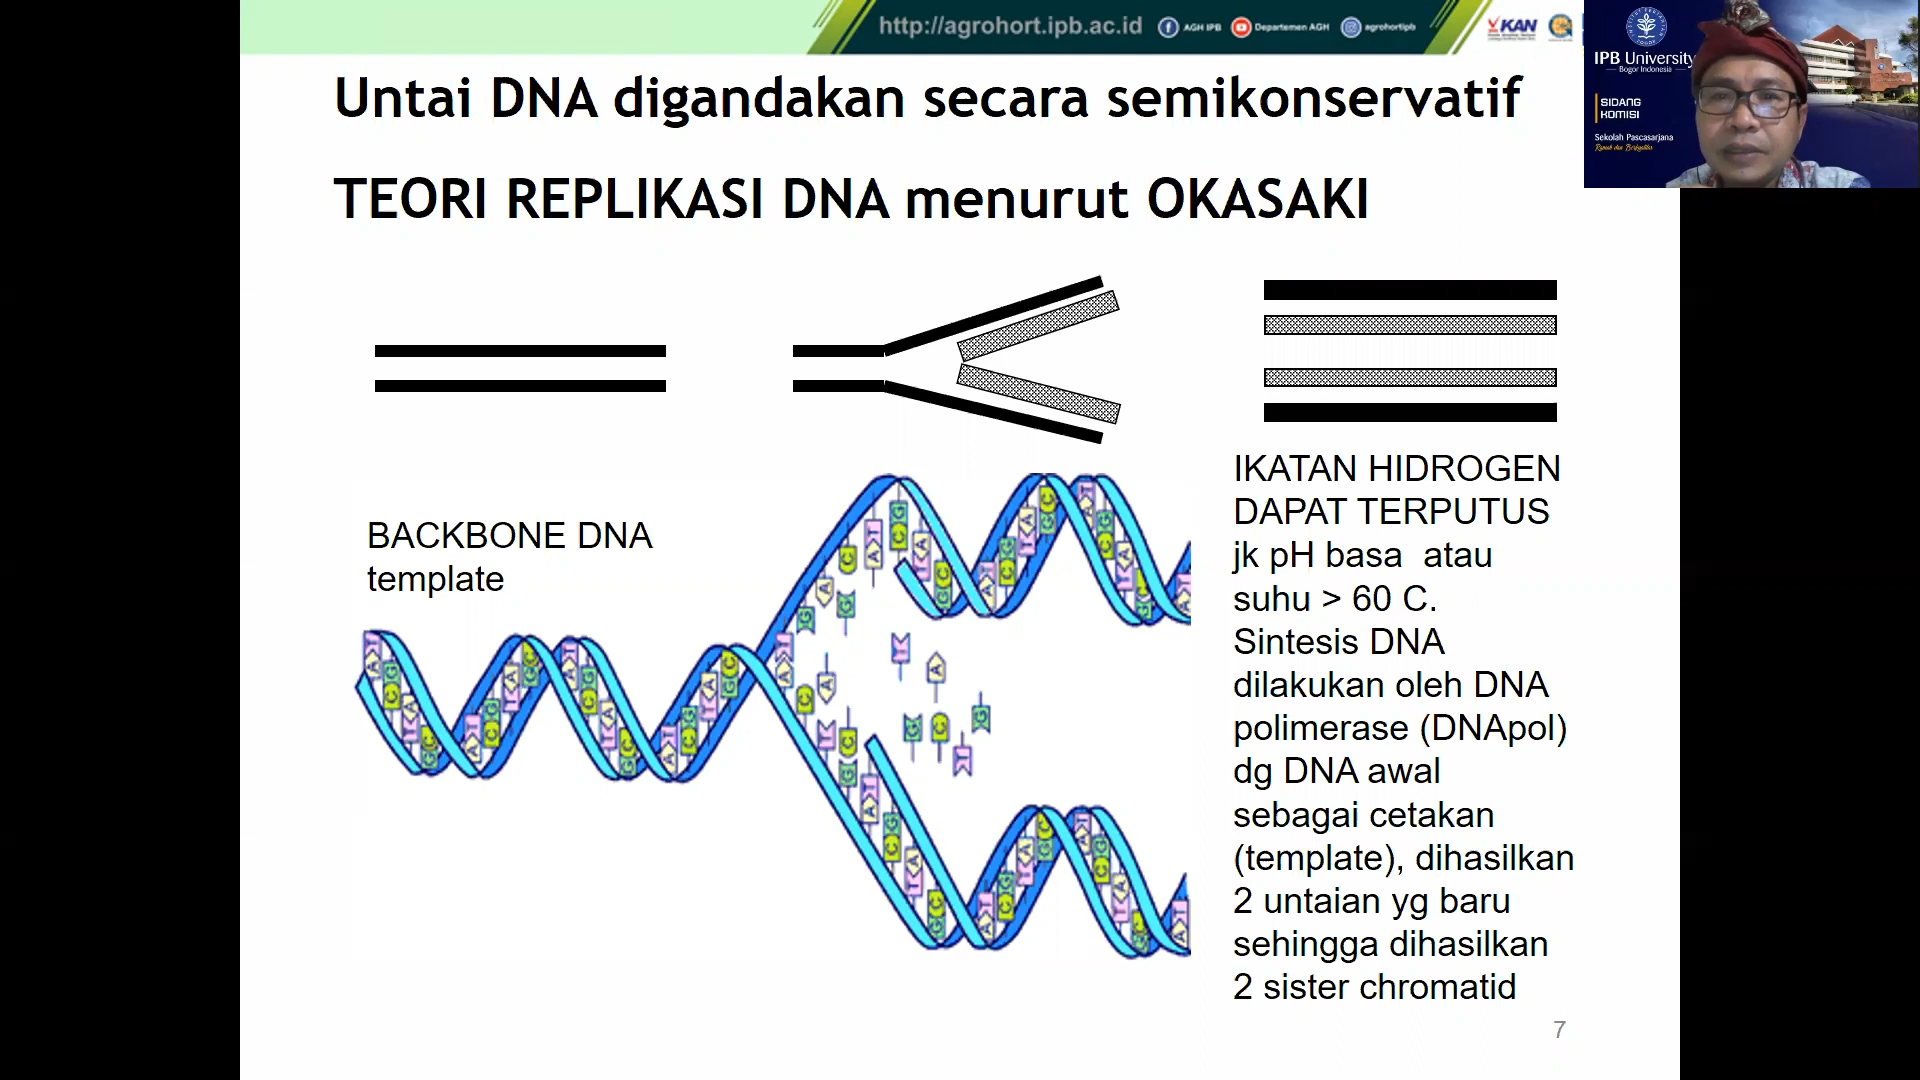 http://agrohort.ipb.ac.id
AGH IPB
Departemen AGH
agrohortipb
KAN
IPB University
Bogor Indonesia
SIDANG
KOMISI
Sekolah Pascasarjana
Untai DNA digandakan secara semikonservatif
TEORI REPLIKASI DNA menurut OKASAKI
BACKBONE DNA
template
IKATAN HIDROGEN
DAPAT TERPUTUS
jk pH basa atau
suhu > 60 C.
Sintesis DNA
dilakukan oleh DNA
polimerase (DNApol)
dg DNA awal
sebagai cetakan
(template), dihasilkan
2 untaian yg baru
sehingga dihasilkan
2 sister chromatid
7